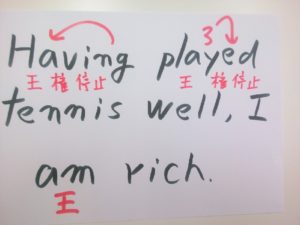 3
Having played
王 権停止 王 権停止
tennis well, I
am rich.
王